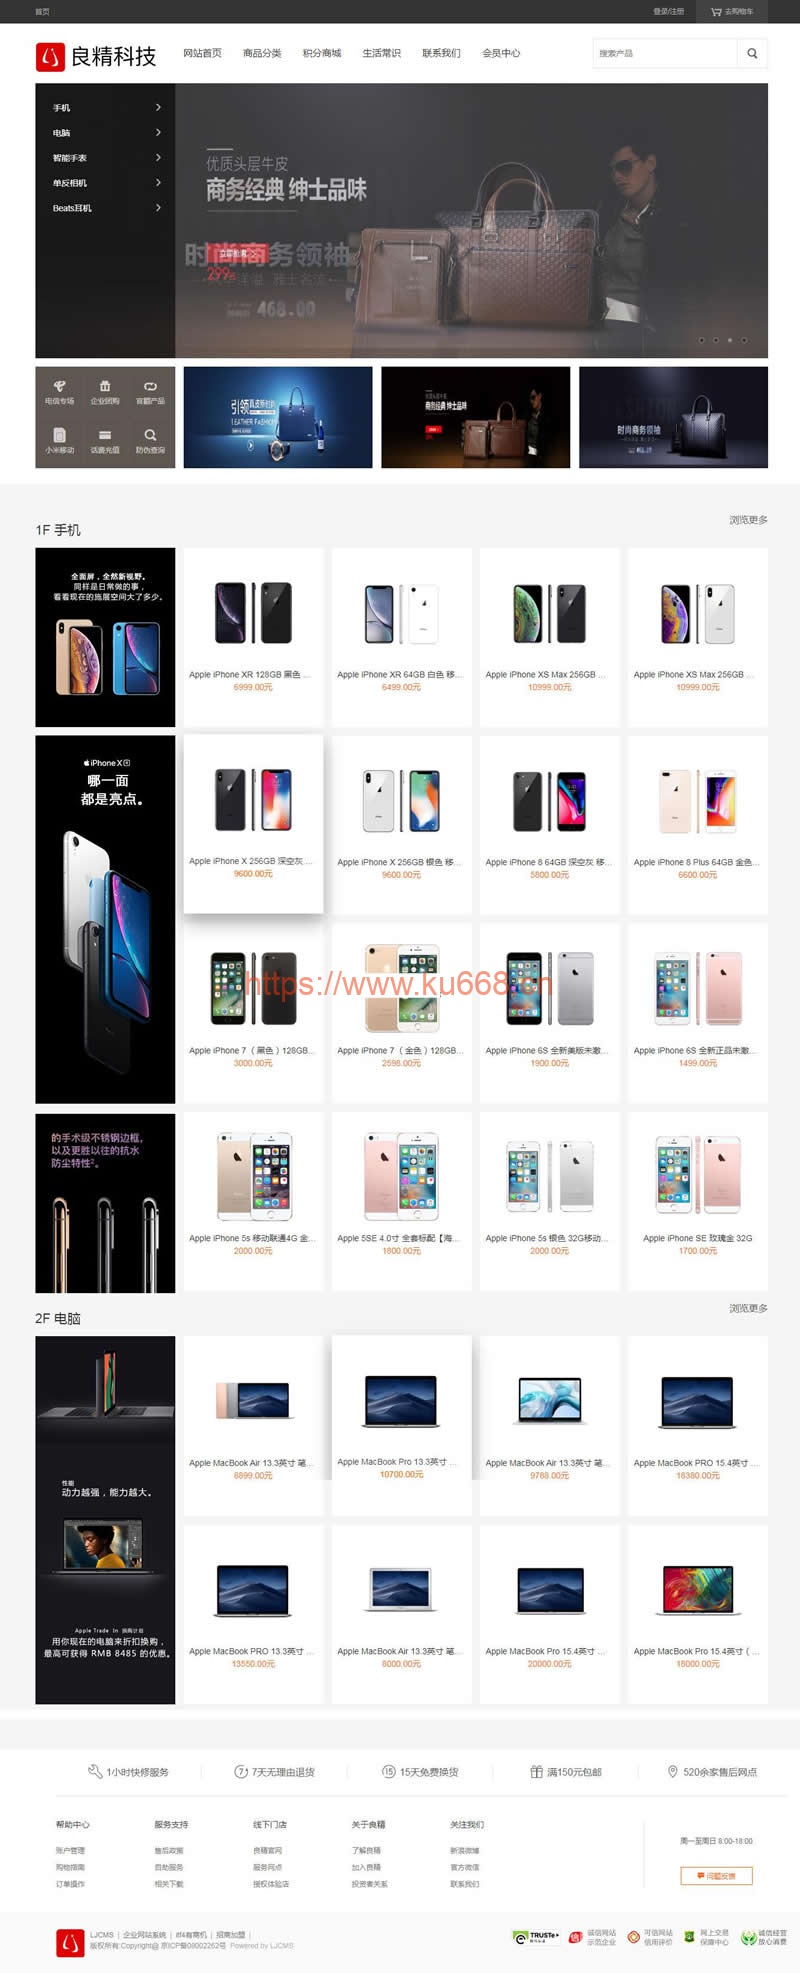 首页
登录/注册
去购物车
良精科技
网站首页 商品分类 积分商城 生活常识 联系我们 会员中心
搜索产品
手机
电脑
智能手表
单反相机
Beats耳机
优质头层牛皮
商务经典 绅士品味
时尚商务领袖
299
468.00
电信专场 企业团购 官翻产品
小米移动 话费充值 防伪查询
引领真皮新时尚
LEATHER FASHION
商务经典 绅士品味
时尚商务领袖
1F 手机
浏览更多
全面屏,全然新视野。
同样是日常做的事,
看看现在的施展空间大了多少。
Apple iPhone XR 128GB 黑色 ...
6999.00元
Apple iPhone XR 64GB 白色 移...
6499.00元
Apple iPhone XS Max 256GB ...
10999.00元
Apple iPhone XS Max 256GB ...
10999.00元
iPhone XR
哪一面
都是亮点。
Apple iPhone X 256GB 深空灰 ...
9600.00元
Apple iPhone X 256GB 银色 移...
9600.00元
Apple iPhone 8 64GB 深空灰 移...
5800.00元
Apple iPhone 8 Plus 64GB 金色...
6600.00元
https://www.ku668.cn
Apple iPhone 7 （黑色）128GB...
3000.00元
Apple iPhone 7 （金色）128GB...
2598.00元
Apple iPhone 6S 全新美版未激...
1900.00元
Apple iPhone 6S 全新正品未激...
1499.00元
的手术级不锈钢边框,
以及更胜以往的抗水
防尘特性²。
Apple iPhone 5s 移动联通4G 金...
2000.00元
Apple 5SE 4.0寸 全套标配【海...
1800.00元
Apple iPhone 5s 银色 32G移动...
2000.00元
Apple iPhone SE 玫瑰金 32G
1700.00元
2F 电脑
浏览更多
性能
动力越强，能力越大。
Apple Trade In 换购计划
用你现在的电脑来折扣换购，
最高可获得 RMB 8485 的优惠。
Apple MacBook Air 13.3英寸 笔...
6899.00元
Apple MacBook Pro 13.3英寸 ...
10700.00元
Apple MacBook Air 13.3英寸 笔...
9788.00元
Apple MacBook PRO 15.4英寸 ...
18380.00元
Apple MacBook PRO 13.3英寸 ...
13550.00元
Apple MacBook Air 13.3英寸 笔...
6000.00元
Apple MacBook Pro 15.4英寸 ...
20000.00元
Apple MacBook Pro 15.4英寸（ ...
18000.00元
1小时快修服务
7天无理由退货
15天免费换货
满150元包邮
520余家售后网点
帮助中心 服务支持 线下门店 关于良精 关注我们
账户管理 售后政策 良精官网 了解良精 新浪微博
购物指南 自助服务 服务网点 加入良精 官方微信
订单操作 相关下载 授权体验店 投资者关系 联系我们
周一至周日 8:00-18:00
问题反馈
LJCMS | 企业网站系统 | 8f4有商机 | 招商加盟 |
版权所有:Copyright@ 京ICP备08002262号 Powered by LJCMS
TRUSTe
诚信网站
示范企业
可信网站
信用评价
网上交易
保障中心
诚信经营
放心消费